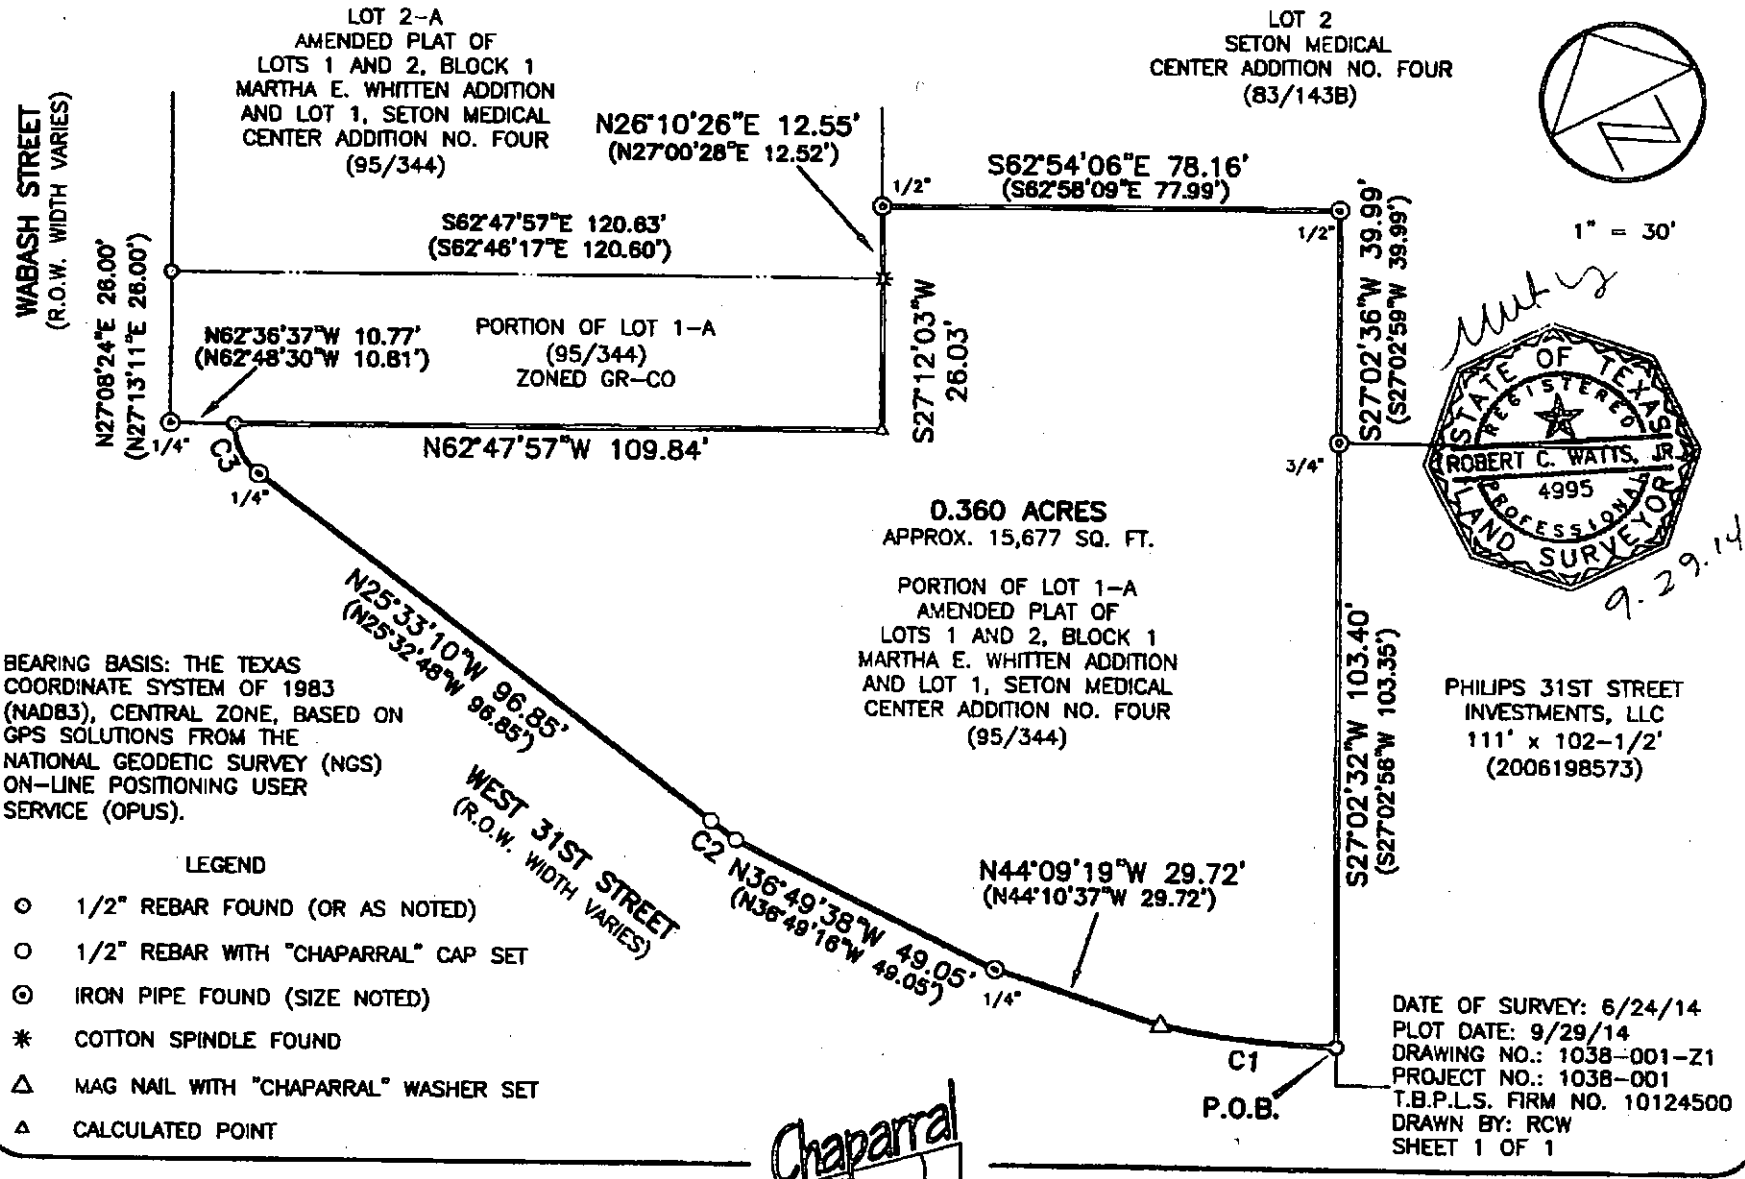 LOT 2-A
AMENDED PLAT OF
LOTS 1 AND 2, BLOCK 1
MARTHA E. WHITTEN ADDITION
AND LOT 1, SETON MEDICAL
CENTER ADDITION NO. FOUR
(95/344)
LOT 2
SETON MEDICAL
CENTER ADDITION NO. FOUR
(83/143B)
WABASH STREET
(R.O.W. WIDTH VARIES)
N26°10'26"E 12.55'
(N27°00'28"E 12.52')
1/2"
S62°54'06"E 78.16'
(S62°58'09"E 77.99')
1/2"
S27°02'36"W 39.99'
(S27°02'59"W 39.99')
1" = 30'
S62°47'57"E 120.63'
(S62°46'17"E 120.60')
N27°08'24"E 26.00'
(N27°13'11"E 26.00')
N62°36'37"W 10.77'
(N62°48'30"W 10.81')
PORTION OF LOT 1-A
(95/344)
ZONED GR-CO
S27°12'03"W
26.03'
1/4"
N62°47'57"W 109.84'
C3
1/4"
3/4"
STATE OF TEXAS
REGISTERED
ROBERT C. WATTS, JR.
4995
PROFESSIONAL
LAND SURVEYOR
9.29.14
0.360 ACRES
APPROX. 15,677 SQ. FT.
PORTION OF LOT 1-A
AMENDED PLAT OF
LOTS 1 AND 2, BLOCK 1
MARTHA E. WHITTEN ADDITION
AND LOT 1, SETON MEDICAL
CENTER ADDITION NO. FOUR
(95/344)
N25°33'10"W 96.85'
(N25°32'48"W 96.85')
S27°02'32"W 103.40'
(S27°02'56"W 103.35')
PHILIPS 31ST STREET
INVESTMENTS, LLC
111' x 102-1/2'
(2006198573)
BEARING BASIS: THE TEXAS
COORDINATE SYSTEM OF 1983
(NAD83), CENTRAL ZONE, BASED ON
GPS SOLUTIONS FROM THE
NATIONAL GEODETIC SURVEY (NGS)
ON-LINE POSITIONING USER
SERVICE (OPUS).
WEST 31ST STREET
(R.O.W. WIDTH VARIES)
C2
N36°49'38"W 49.05'
(N36°49'16"W 49.05')
1/4"
N44°09'19"W 29.72'
(N44°10'37"W 29.72')
C1
P.O.B.
LEGEND
1/2" REBAR FOUND (OR AS NOTED)
1/2" REBAR WITH "CHAPARRAL" CAP SET
IRON PIPE FOUND (SIZE NOTED)
COTTON SPINDLE FOUND
MAG NAIL WITH "CHAPARRAL" WASHER SET
CALCULATED POINT
DATE OF SURVEY: 6/24/14
PLOT DATE: 9/29/14
DRAWING NO.: 1038-001-Z1
PROJECT NO.: 1038-001
T.B.P.L.S. FIRM NO. 10124500
DRAWN BY: RCW
SHEET 1 OF 1
Chaparral